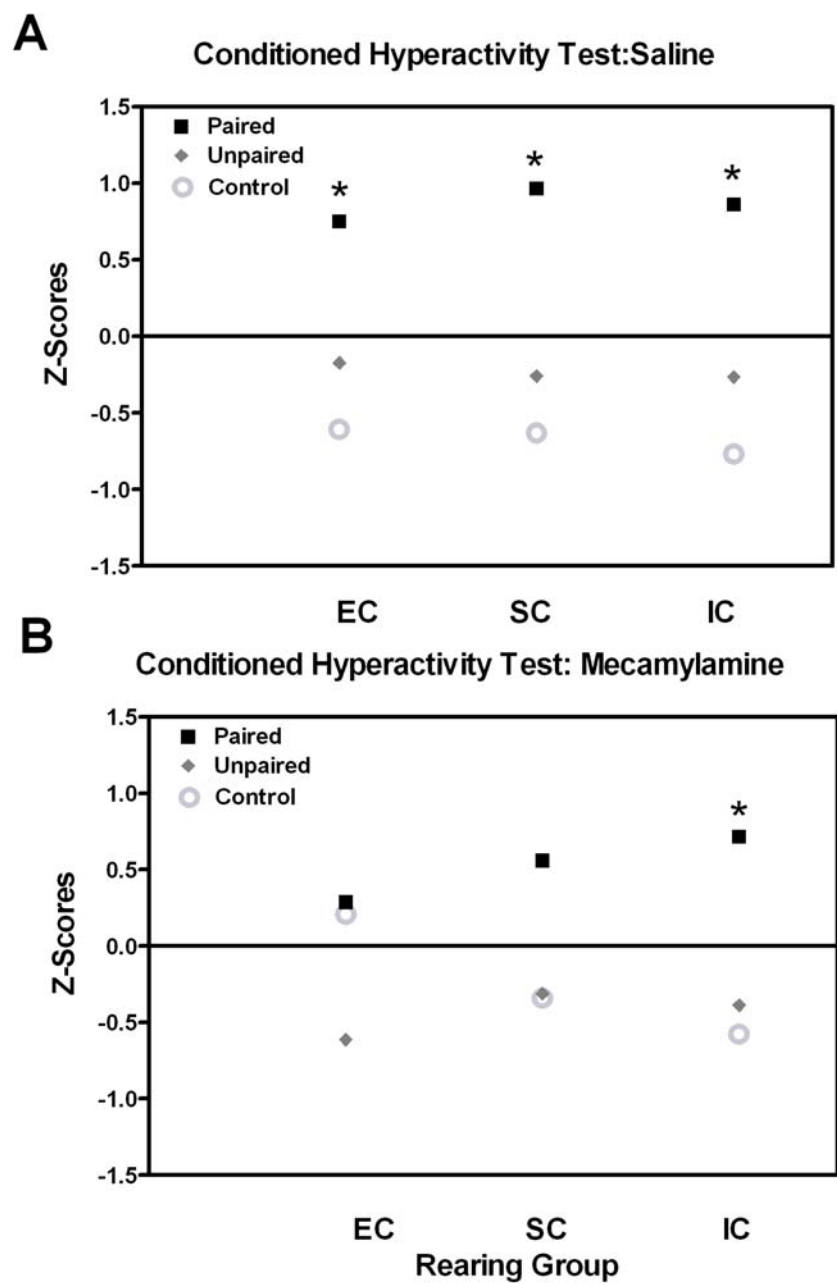 A
Conditioned Hyperactivity Test:Saline
1.5
Paired
Unpaired
Control
1.0
0.5
0.0
-0.5
-1.0
-1.5
Z-Scores
*
*
*
EC SC IC
B
Conditioned Hyperactivity Test: Mecamylamine
1.5
Paired
Unpaired
Control
1.0
0.5
0.0
-0.5
-1.0
-1.5
Z-Scores
*
EC SC IC
Rearing Group